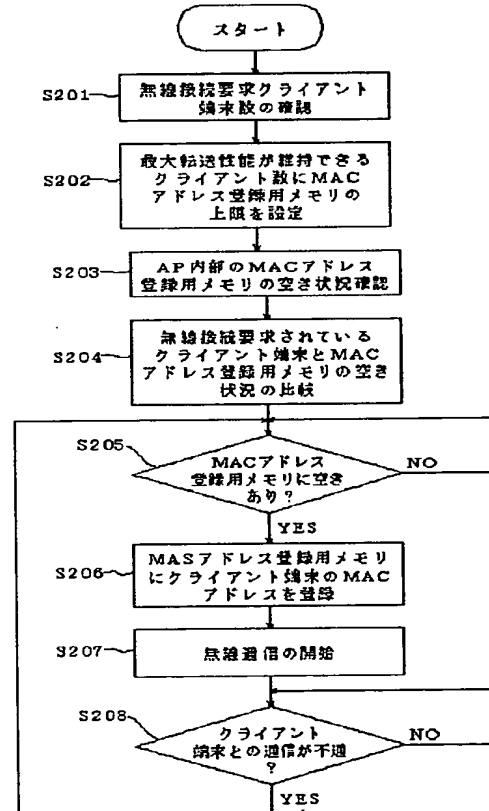 スタート
S201
無線接続要求クライアント
端末数の確認
S202
最大転送性能が維持できる
クライアント数にMAC
アドレス登録用メモリの
上限を設定
S203
AP内部のMACアドレス
登録用メモリの空き状況確認
S204
無線接続要求されている
クライアント端末とMAC
アドレス登録用メモリの空き
状況の比較
S205
MACアドレス
登録用メモリに空き
あり?
NO
YES
S206
MASアドレス登録用メモリ
にクライアント端末のMAC
アドレスを登録
S207
無線通信の開始
S208
クライアント
端末との通信が不通
?
NO
YES